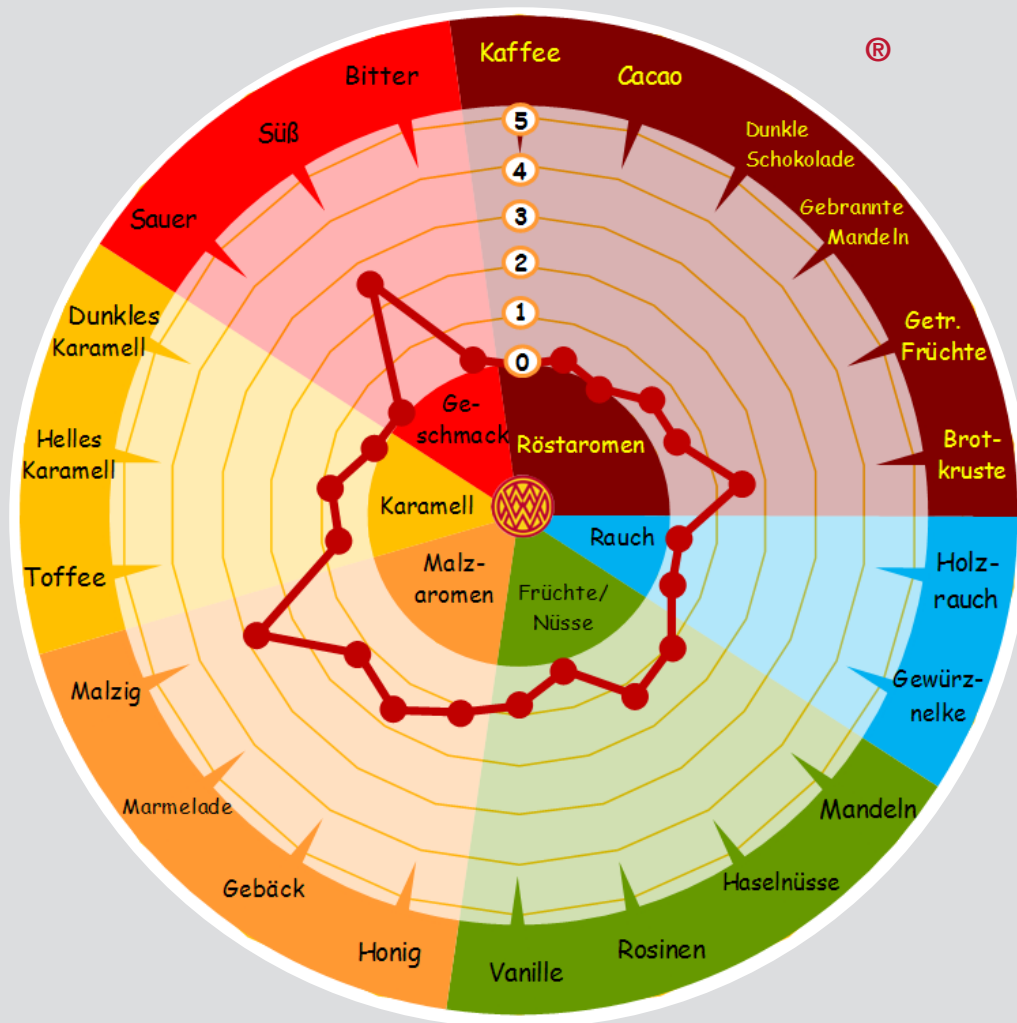 ®
Kaffee
Cacao
Dunkle
Schokolade
Gebrannte
Mandeln
Getr.
Früchte
Brot-
kruste
Holz-
rauch
Gewürz-
nelke
Mandeln
Haselnüsse
Rosinen
Vanille
Honig
Gebäck
Marmelade
Malzig
Toffee
Helles
Karamell
Dunkles
Karamell
Sauer
Süß
Bitter
5
4
3
2
1
0
Ge-
schmack
Röstaromen
Rauch
Früchte/
Nüsse
Malz-
aromen
Karamell